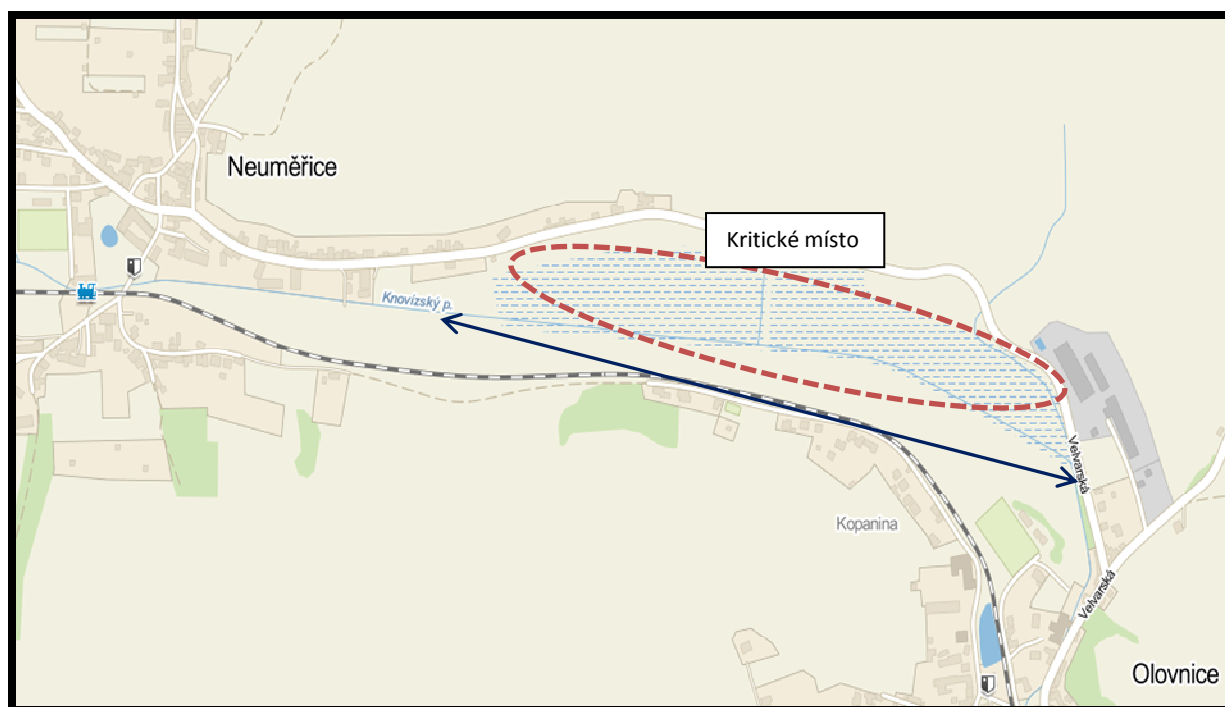 Neuměřice
Kritické místo
Knovízský p.
Velvarská
Kopanina
Velvarská
Olovnice